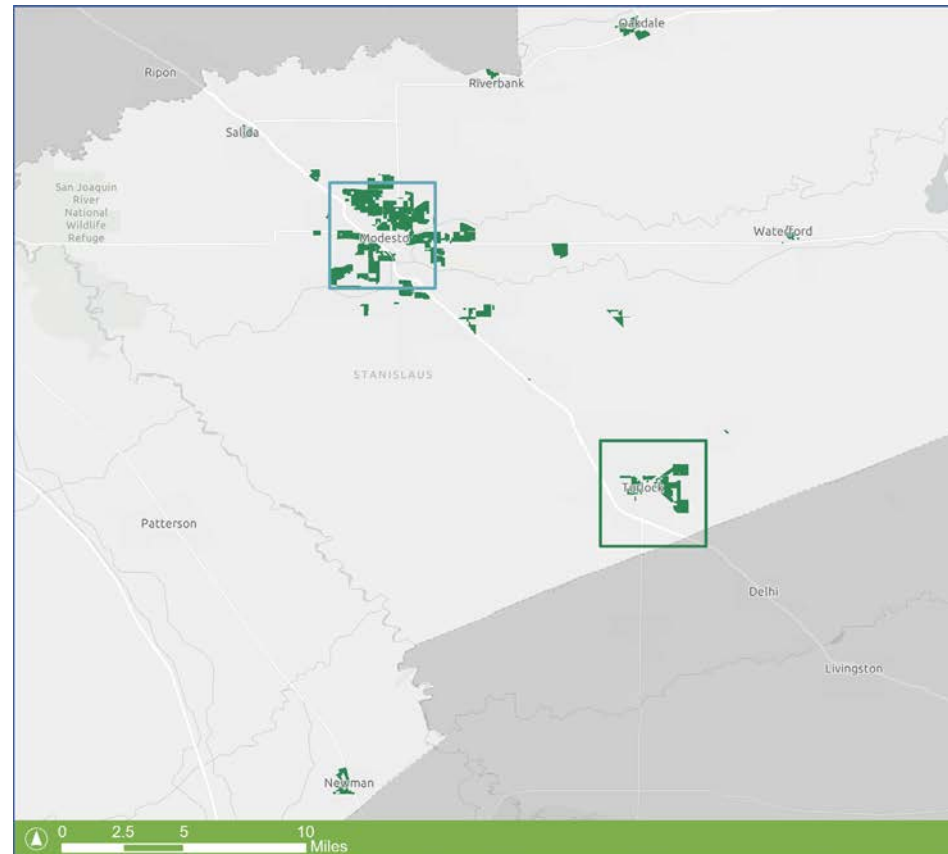 Oakdale
Ripon
Riverbank
Salida
San Joaquin
River
National
Wildlife
Refuge
Modesto
Waterford
STANISLAUS
Turlock
Patterson
Delhi
Livingston
Newman
0 2.5 5 10
Miles